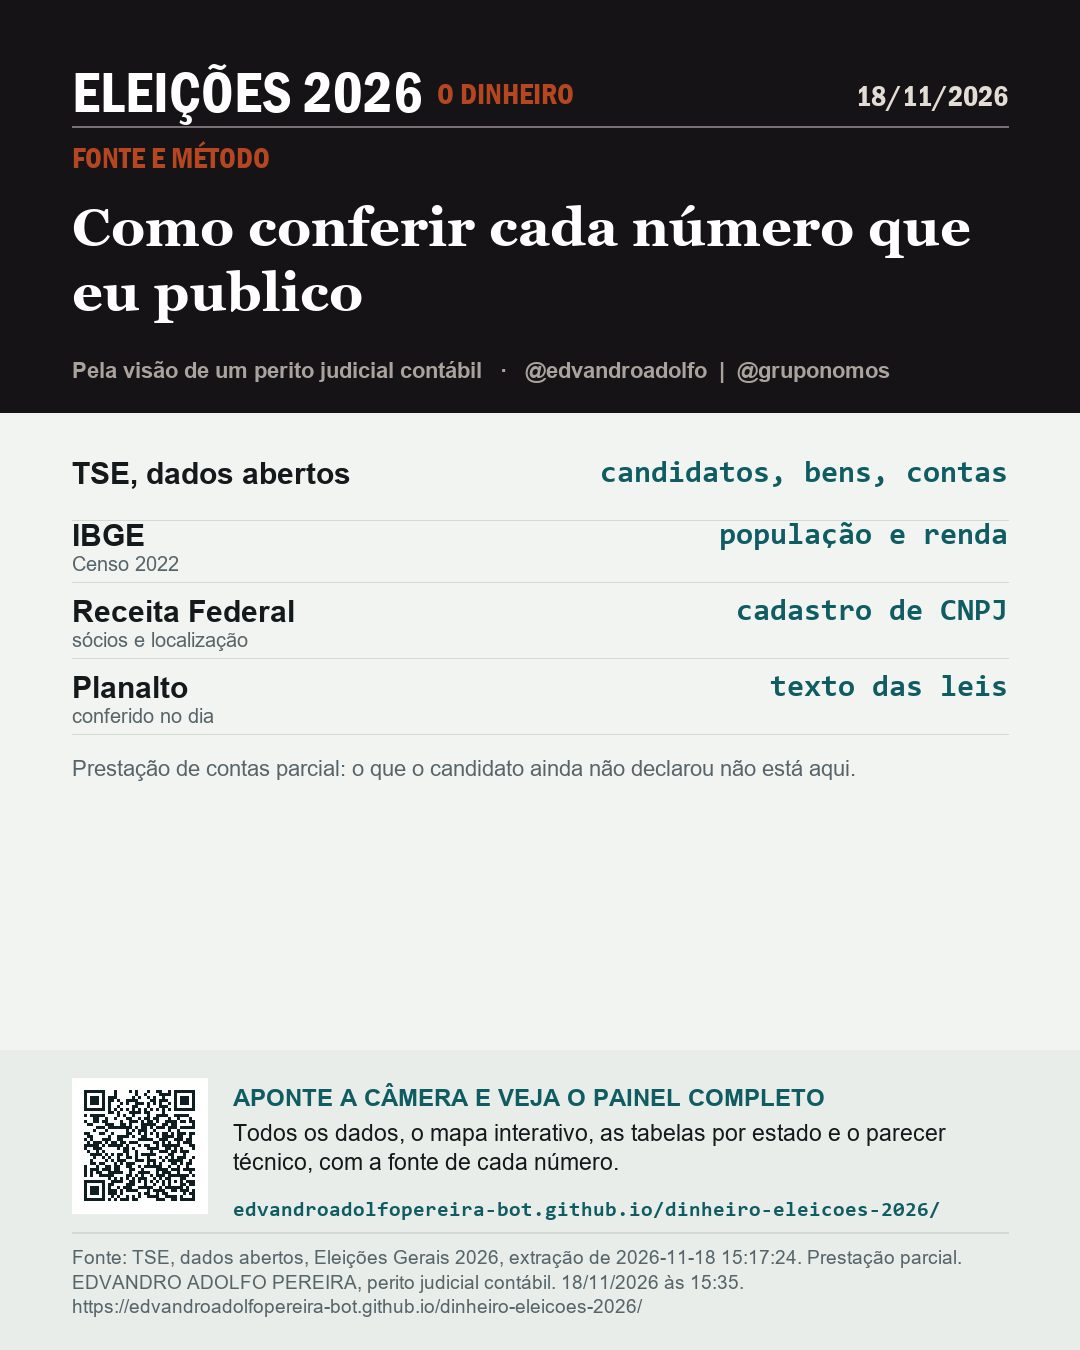 ELEIÇÕES 2026 O DINHEIRO 18/11/2026
FONTE E MÉTODO
Como conferir cada número que
eu publico
Pela visão de um perito judicial contábil · @edvandroadolfo | @gruponomos
TSE, dados abertos candidatos, bens, contas
IBGE população e renda
Censo 2022
Receita Federal cadastro de CNPJ
sócios e localização
Planalto texto das leis
conferido no dia
Prestação de contas parcial: o que o candidato ainda não declarou não está aqui.
APONTE A CÂMERA E VEJA O PAINEL COMPLETO
Todos os dados, o mapa interativo, as tabelas por estado e o parecer
técnico, com a fonte de cada número.
edvandroadolfopereira-bot.github.io/dinheiro-eleicoes-2026/
Fonte: TSE, dados abertos, Eleições Gerais 2026, extração de 2026-11-18 15:17:24. Prestação parcial.
EDVANDRO ADOLFO PEREIRA, perito judicial contábil. 18/11/2026 às 15:35.
https://edvandroadolfopereira-bot.github.io/dinheiro-eleicoes-2026/